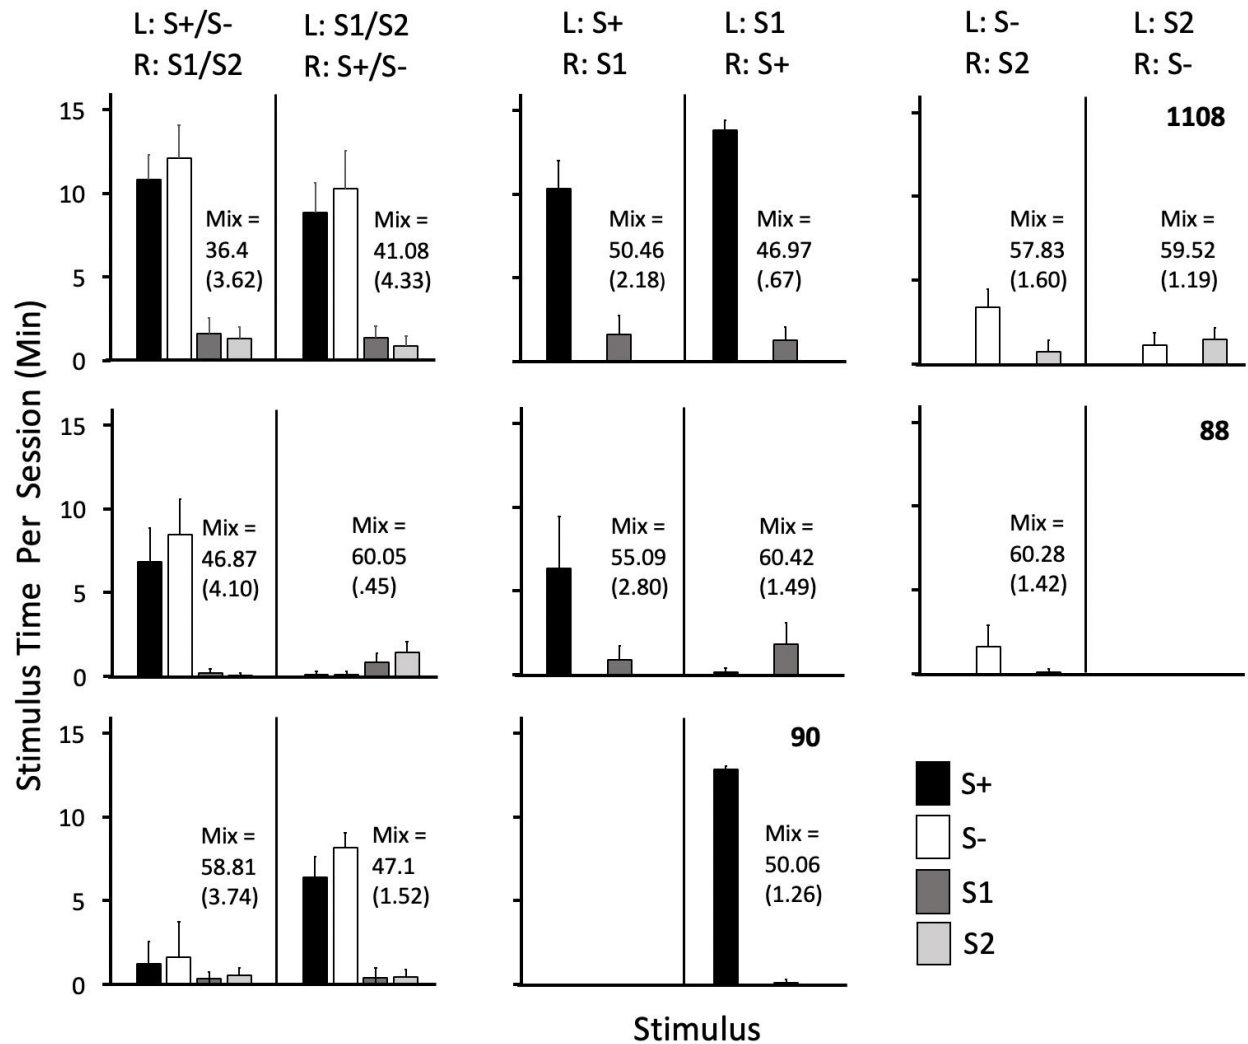 L: S+/S-
R: S1/S2
L: S1/S2
R: S+/S-
L: S+
R: S1
L: S1
R: S+
L: S-
R: S2
L: S2
R: S-
Stimulus Time Per Session (Min)
15
10
5
0
Mix =
36.4
(3.62)
Mix =
41.08
(4.33)
Mix =
50.46
(2.18)
Mix =
46.97
(.67)
1108
Mix =
57.83
(1.60)
Mix =
59.52
(1.19)
15
10
5
0
Mix =
46.87
(4.10)
Mix =
60.05
(.45)
Mix =
55.09
(2.80)
Mix =
60.42
(1.49)
88
Mix =
60.28
(1.42)
15
10
5
0
Mix =
58.81
(3.74)
Mix =
47.1
(1.52)
90
Mix =
50.06
(1.26)
S+
S-
S1
S2
Stimulus